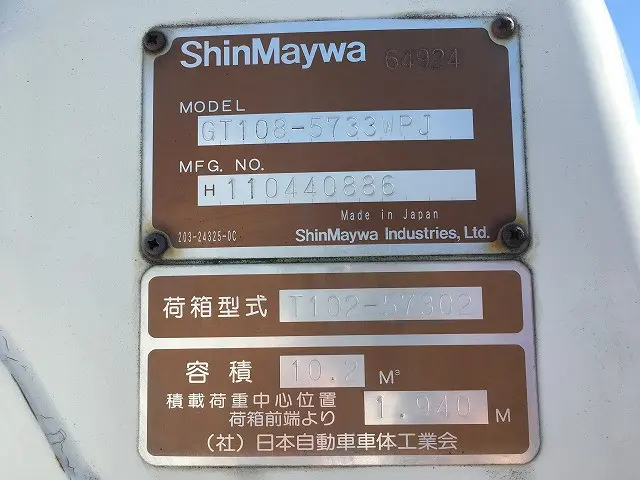 ShinMaywa 64924
MODEL
GT108-5733WPJ
MFG. NO.
H 110440886
Made in Japan
203-24325-0C ShinMaywa Industries, Ltd.
荷箱型式 T102-57302
容積 10.2 M³
積載荷重中心位置
荷箱前端より 1.940 M
(社)日本自動車車体工業会